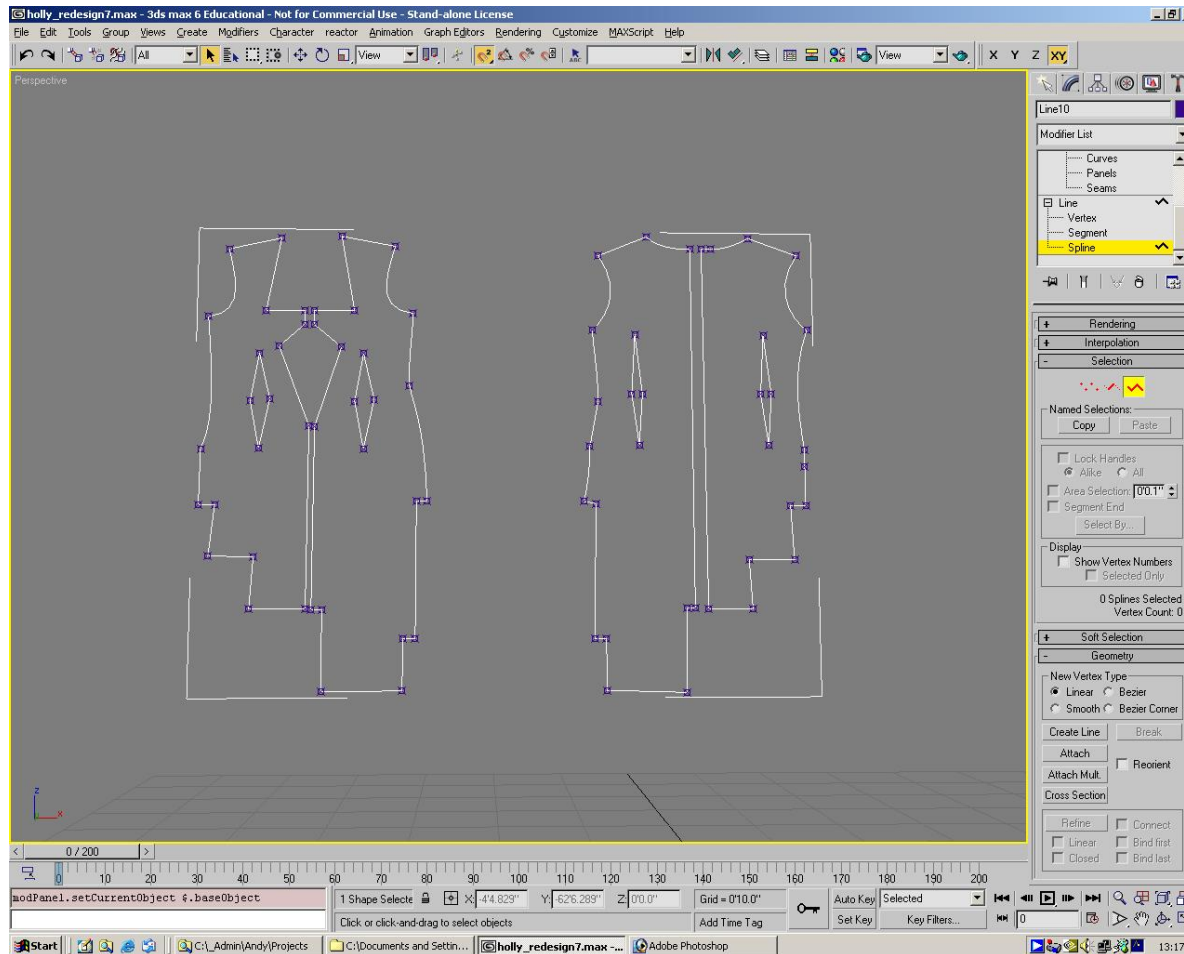 holly_redesign7.max - 3ds max 6 Educational - Not for Commercial Use - Stand-alone License
File Edit Tools Group Views Create Modifiers Character reactor Animation Graph Editors Rendering Customize MAXScript Help
All View View X Y Z XY
Perspective
Line10
Modifier List
Curves
Panels
Seams
Line
Vertex
Segment
Spline
+ Rendering
+ Interpolation
- Selection
Named Selections:
Copy Paste
Lock Handles
Alike All
Area Selection: 0'0.1"
Segment End
Select By...
Display
Show Vertex Numbers
Selected Only
0 Splines Selected
Vertex Count: 0
+ Soft Selection
- Geometry
New Vertex Type
Linear Bezier
Smooth Bezier Corner
Create Line Break
Attach
Reorient
Attach Mult.
Cross Section
Refine Connect
Linear Bind first
Closed Bind last
z
x
< 0 / 200 >
0 10 20 30 40 50 60 70 80 90 100 110 120 130 140 150 160 170 180 190 200
modPanel.setCurrentObject $.baseObject
1 Shape Selecte X: -4'4.829" Y: -62'6.289" Z: 0'0.0" Grid = 0'10.0"
Click or click-and-drag to select objects
Add Time Tag
Auto Key Selected
Set Key Key Filters...
0
Start C:\_Admin\Andy\Projects C:\Documents and Settin... holly_redesign7.max -... Adobe Photoshop 13:17